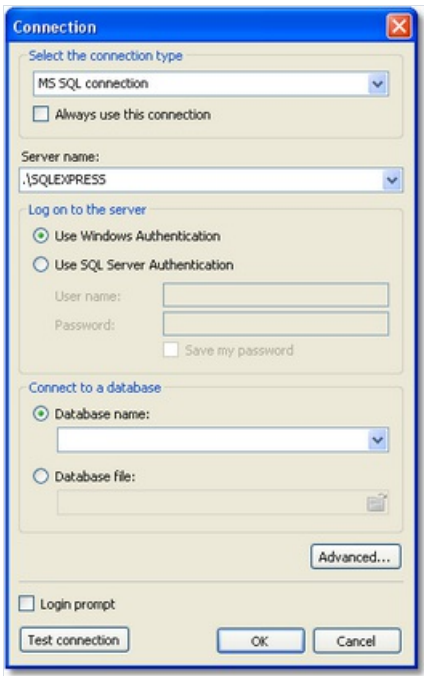 Connection
Select the connection type
MS SQL connection
Always use this connection
Server name:
.\SQLEXPRESS
Log on to the server
Use Windows Authentication
Use SQL Server Authentication
User name:
Password:
Save my password
Connect to a database
Database name:
Database file:
Advanced...
Login prompt
Test connection OK Cancel